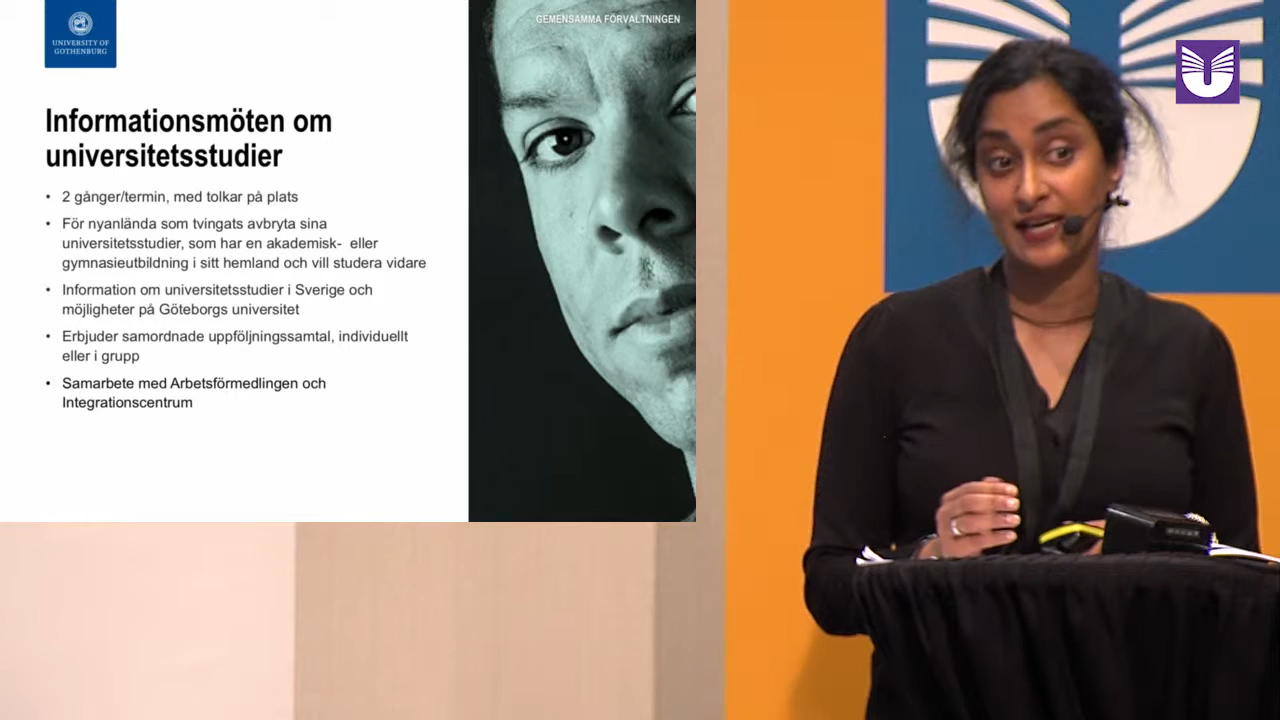 UNIVERSITY OF
GOTHENBURG
GEMENSAMMA FÖRVALTNINGEN
Informationsmöten om
universitetsstudier
• 2 gånger/termin, med tolkar på plats
• För nyanlända som tvingats avbryta sina
universitetsstudier, som har en akademisk- eller
gymnasieutbildning i sitt hemland och vill studera vidare
• Information om universitetsstudier i Sverige och
möjligheter på Göteborgs universitet
• Erbjuder samordnade uppföljningssamtal, individuellt
eller i grupp
• Samarbete med Arbetsförmedlingen och
Integrationscentrum